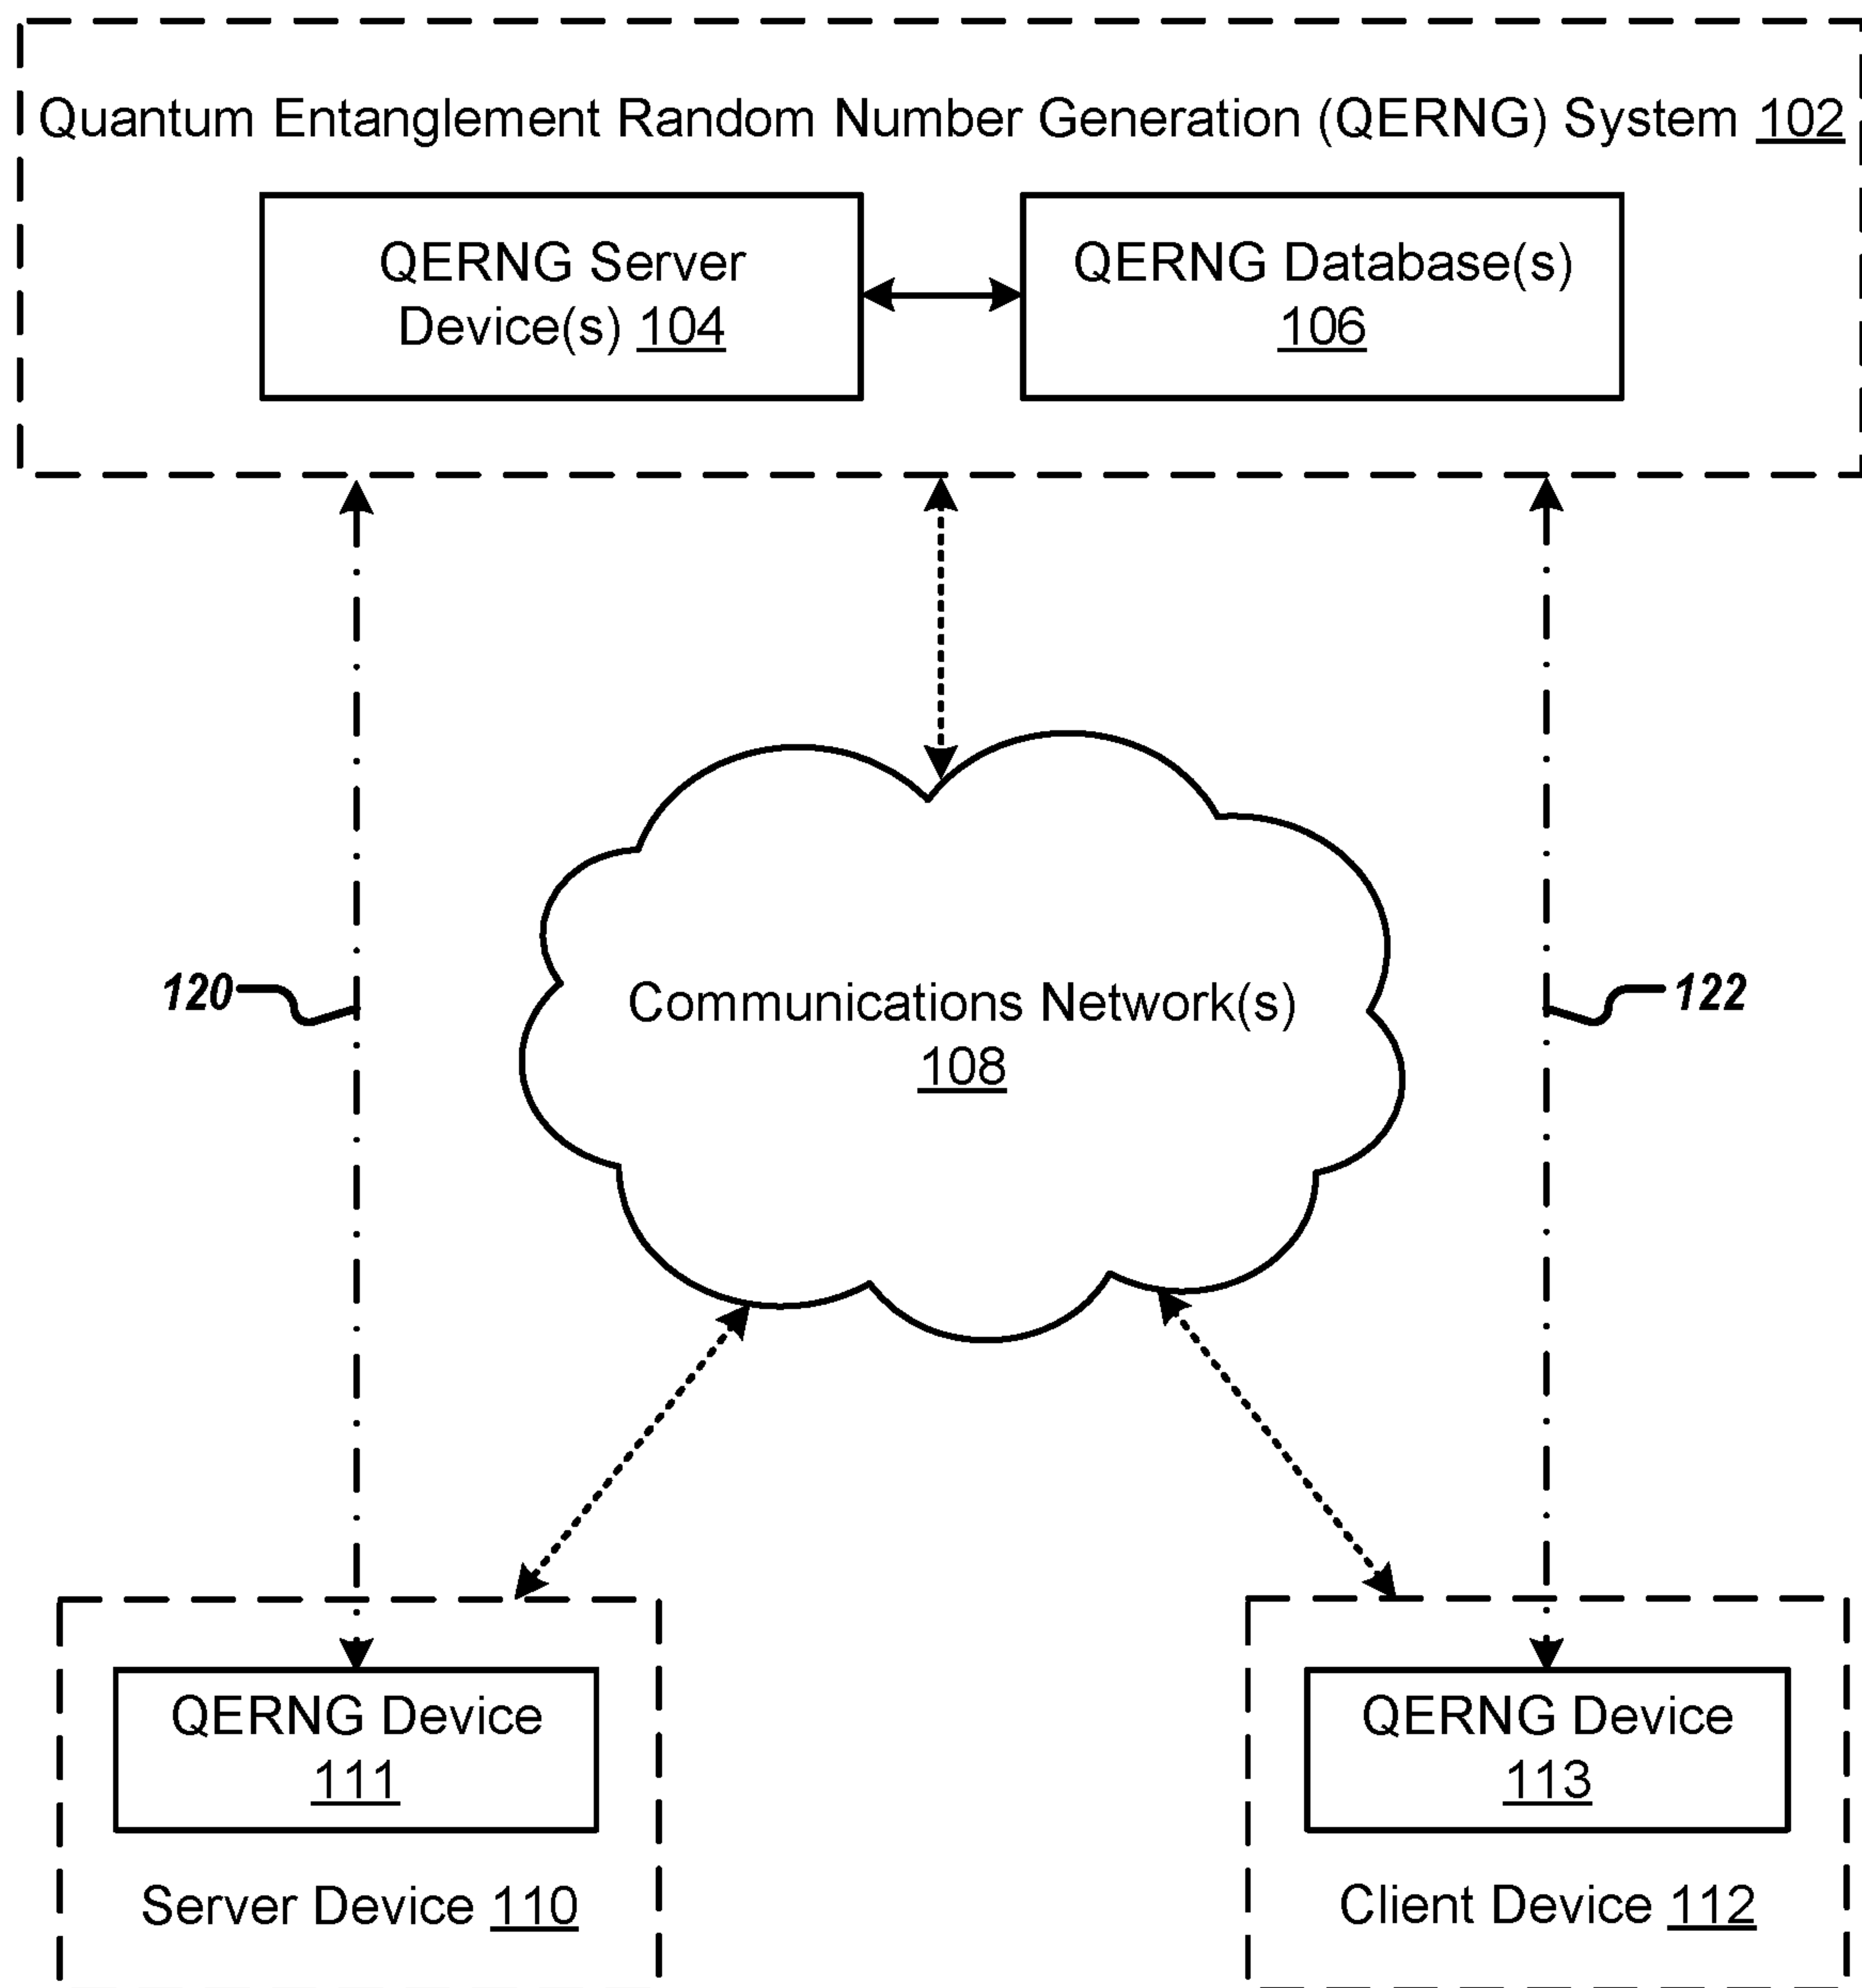 Quantum Entanglement Random Number Generation (QERNG) System 102
QERNG Server
Device(s) 104
QERNG Database(s)
106
120
Communications Network(s)
108
122
QERNG Device
111
Server Device 110
QERNG Device
113
Client Device 112